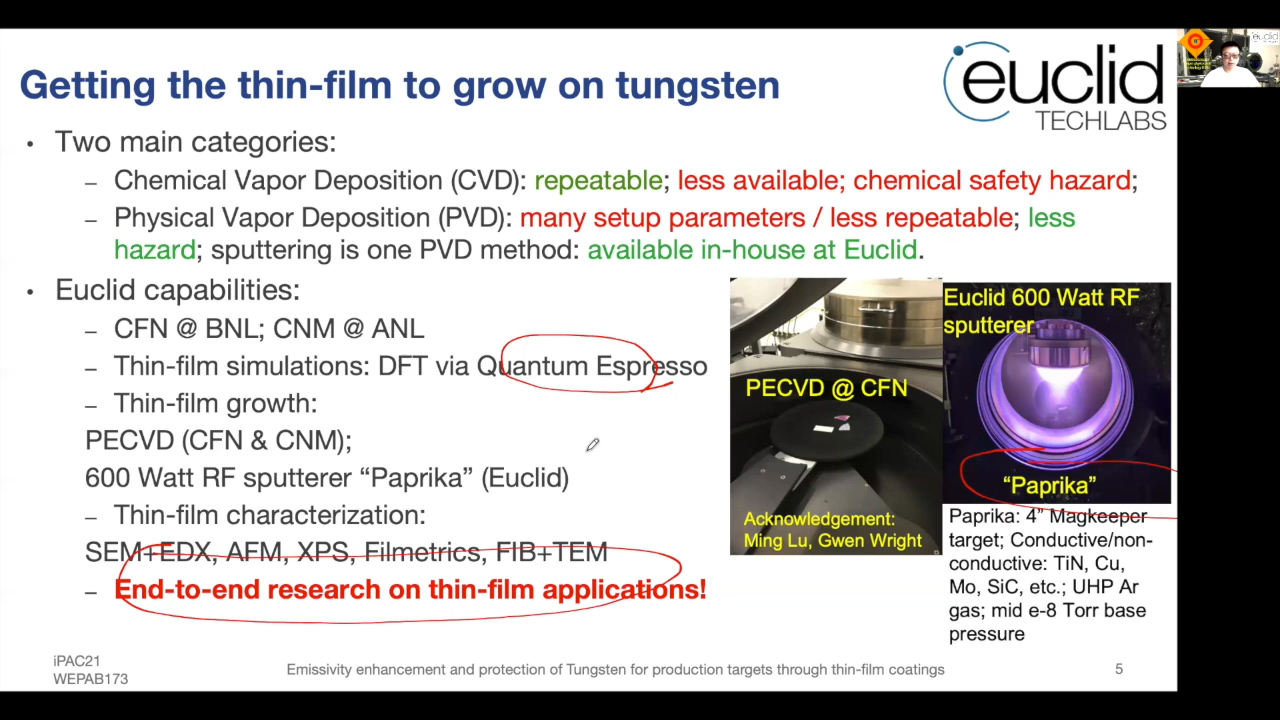 Getting the thin-film to grow on tungsten
euclid
TECHLABS
• Two main categories:
– Chemical Vapor Deposition (CVD): repeatable; less available; chemical safety hazard;
– Physical Vapor Deposition (PVD): many setup parameters / less repeatable; less
hazard; sputtering is one PVD method: available in-house at Euclid.
• Euclid capabilities:
– CFN @ BNL; CNM @ ANL
– Thin-film simulations: DFT via Quantum Espresso
– Thin-film growth:
PECVD (CFN & CNM);
600 Watt RF sputterer “Paprika” (Euclid)
– Thin-film characterization:
SEM+EDX, AFM, XPS, Filmetrics, FIB+TEM
– End-to-end research on thin-film applications!
PECVD @ CFN
Acknowledgement:
Ming Lu, Gwen Wright
Euclid 600 Watt RF
sputterer
“Paprika”
Paprika: 4” Magkeeper
target; Conductive/non-
conductive: TiN, Cu,
Mo, SiC, etc.; UHP Ar
gas; mid e-8 Torr base
pressure
iPAC21
WEPAB173
Emissivity enhancement and protection of Tungsten for production targets through thin-film coatings
5